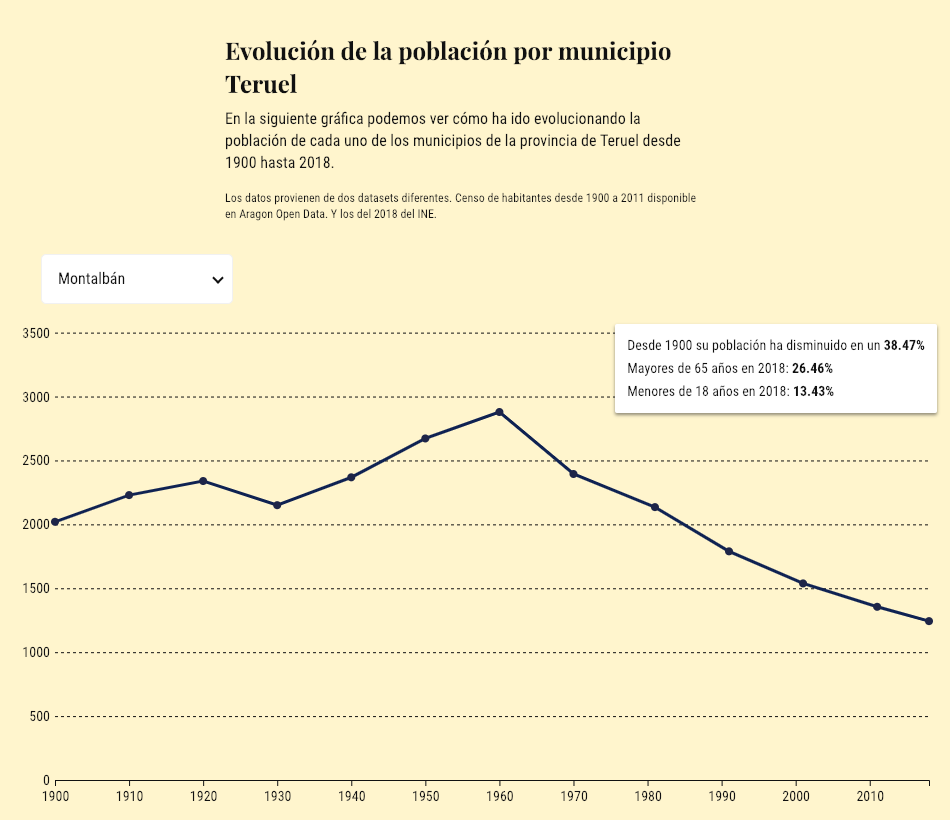 Evolución de la población por municipio
Teruel
En la siguiente gráfica podemos ver cómo ha ido evolucionando la
población de cada uno de los municipios de la provincia de Teruel desde
1900 hasta 2018.
Los datos provienen de dos datasets diferentes. Censo de habitantes desde 1900 a 2011 disponible
en Aragon Open Data. Y los del 2018 del INE.
Montalbán
Desde 1900 su población ha disminuido en un 38.47%
Mayores de 65 años en 2018: 26.46%
Menores de 18 años en 2018: 13.43%
3500
3000
2500
2000
1500
1000
500
0
1900 1910 1920 1930 1940 1950 1960 1970 1980 1990 2000 2010